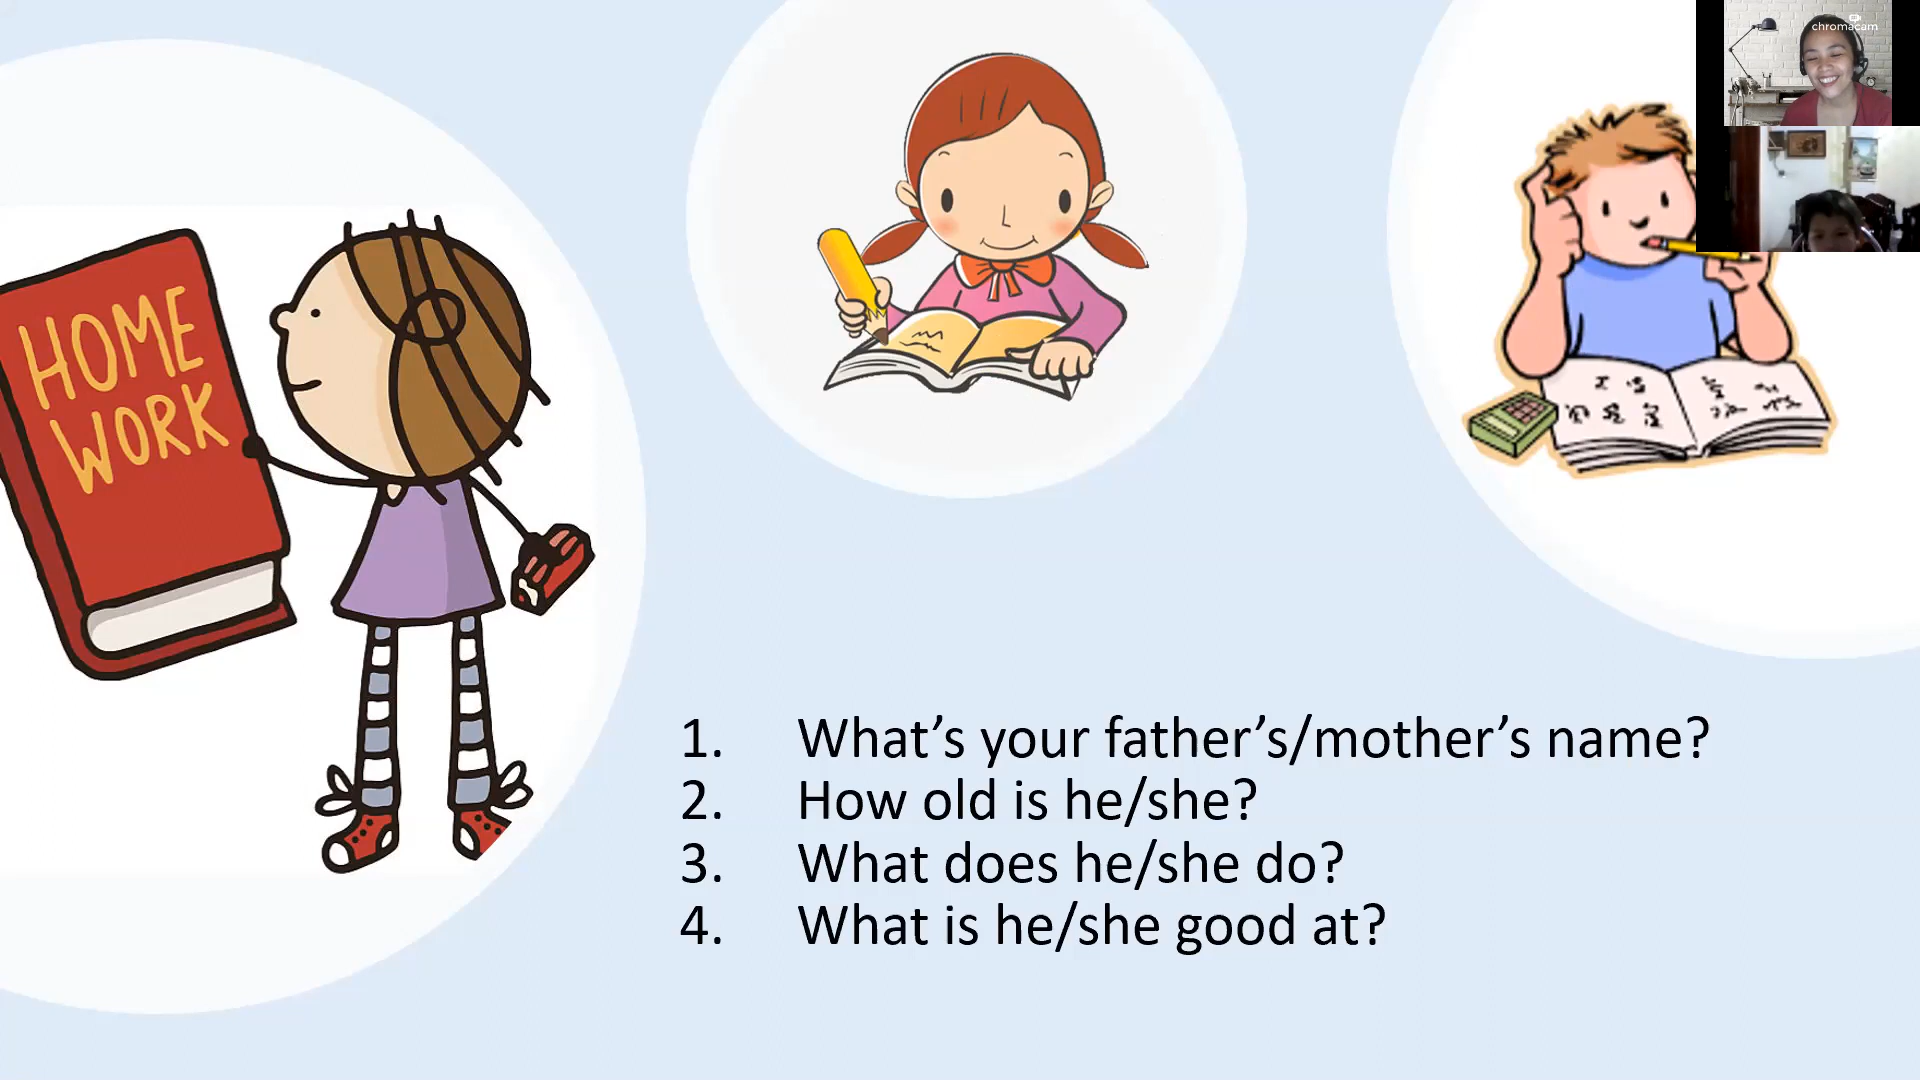 chromacam
HOME
WORK
1. What’s your father’s/mother’s name?
2. How old is he/she?
3. What does he/she do?
4. What is he/she good at?